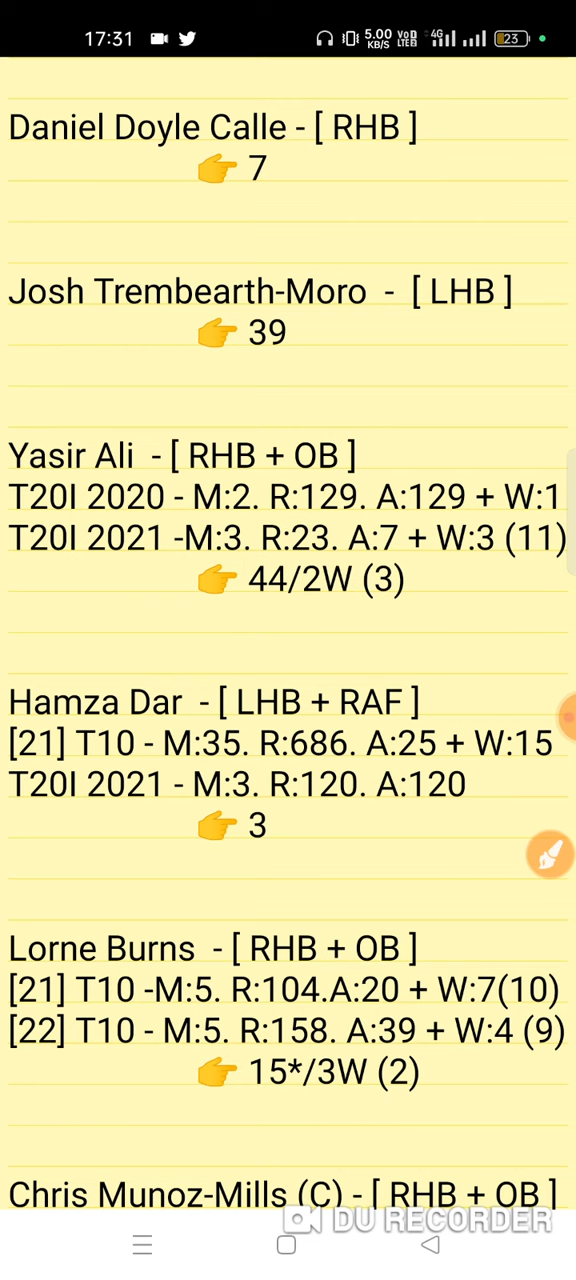 17:31 5.00 KB/S VoD LTE2 4G 23
Daniel Doyle Calle - [ RHB ]
👉 7
Josh Trembearth-Moro - [ LHB ]
👉 39
Yasir Ali - [ RHB + OB ]
T20I 2020 - M:2. R:129. A:129 + W:1
T20I 2021 -M:3. R:23. A:7 + W:3 (11)
👉 44/2W (3)
Hamza Dar - [ LHB + RAF ]
[21] T10 - M:35. R:686. A:25 + W:15
T20I 2021 - M:3. R:120. A:120
👉 3
Lorne Burns - [ RHB + OB ]
[21] T10 -M:5. R:104.A:20 + W:7(10)
[22] T10 - M:5. R:158. A:39 + W:4 (9)
👉 15*/3W (2)
Chris Munoz-Mills (C) - [ RHB + OB ]
DU RECORDER